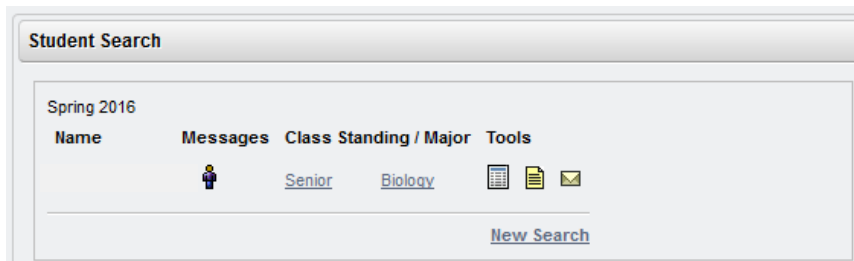 Student Search
Spring 2016
Name Messages Class Standing / Major Tools
Senior Biology
New Search